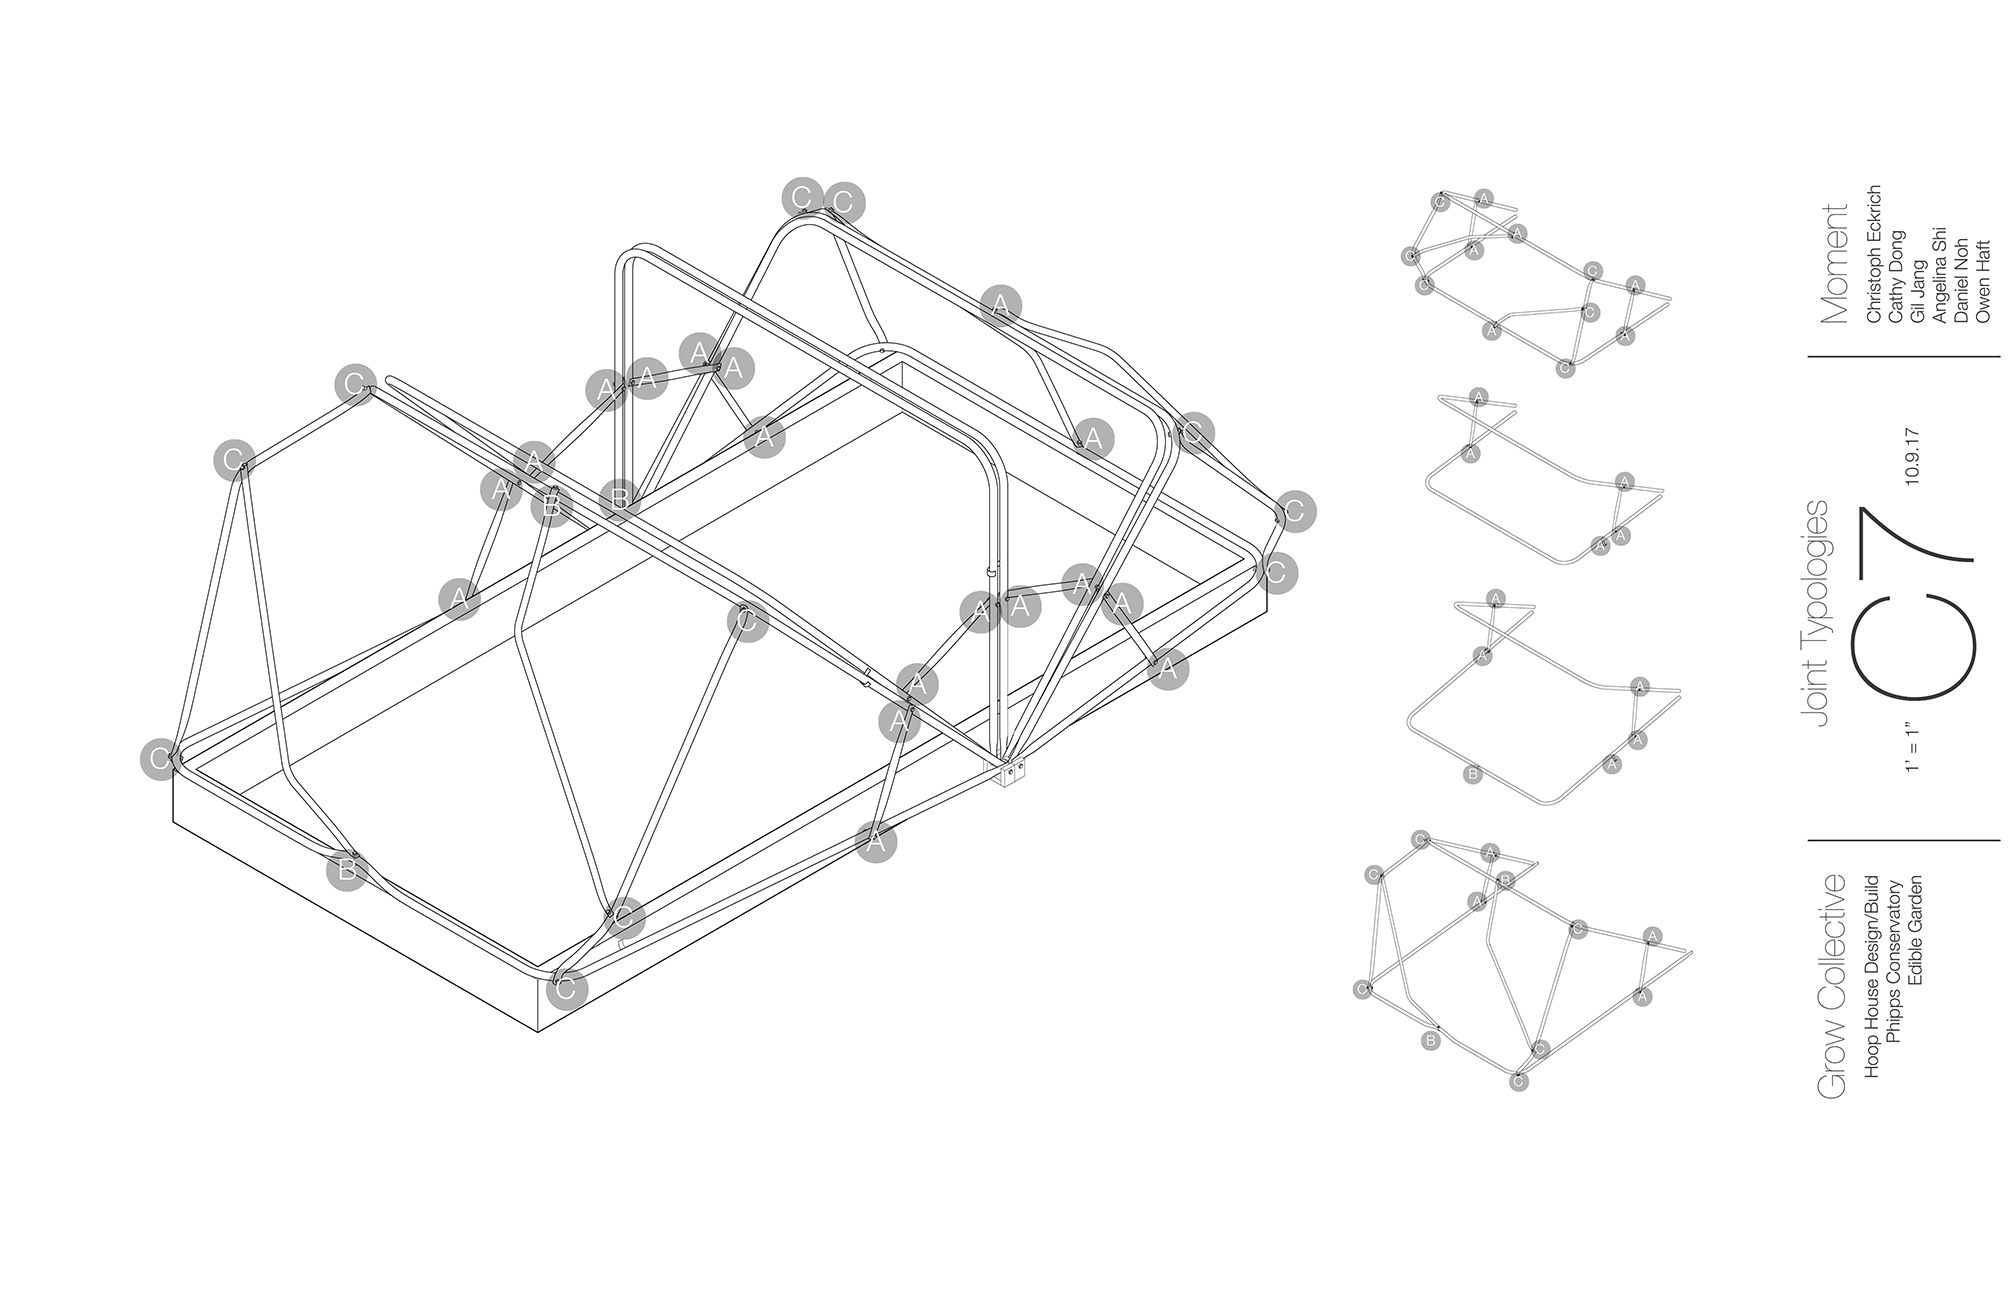 C
C
A
A
A
A
A
C
C
A
A
C
A
A
B
B
C
C
A
A
A
A
A
C
A
A
A
C
A
B
C
C
A
C
A
A
C
C
C
A
C
A
A
C
A
A
A
A
A
A
A
A
A
A
B
C
A
C
B
A
C
A
C
A
B
C
C
Grow Collective
Hoop House Design/Build
Phipps Conservatory
Edible Garden
Joint Typologies
C7
1' = 1"
10.9.17
Moment
Christoph Eckrich
Cathy Dong
Gil Jang
Angelina Shi
Daniel Noh
Owen Haft